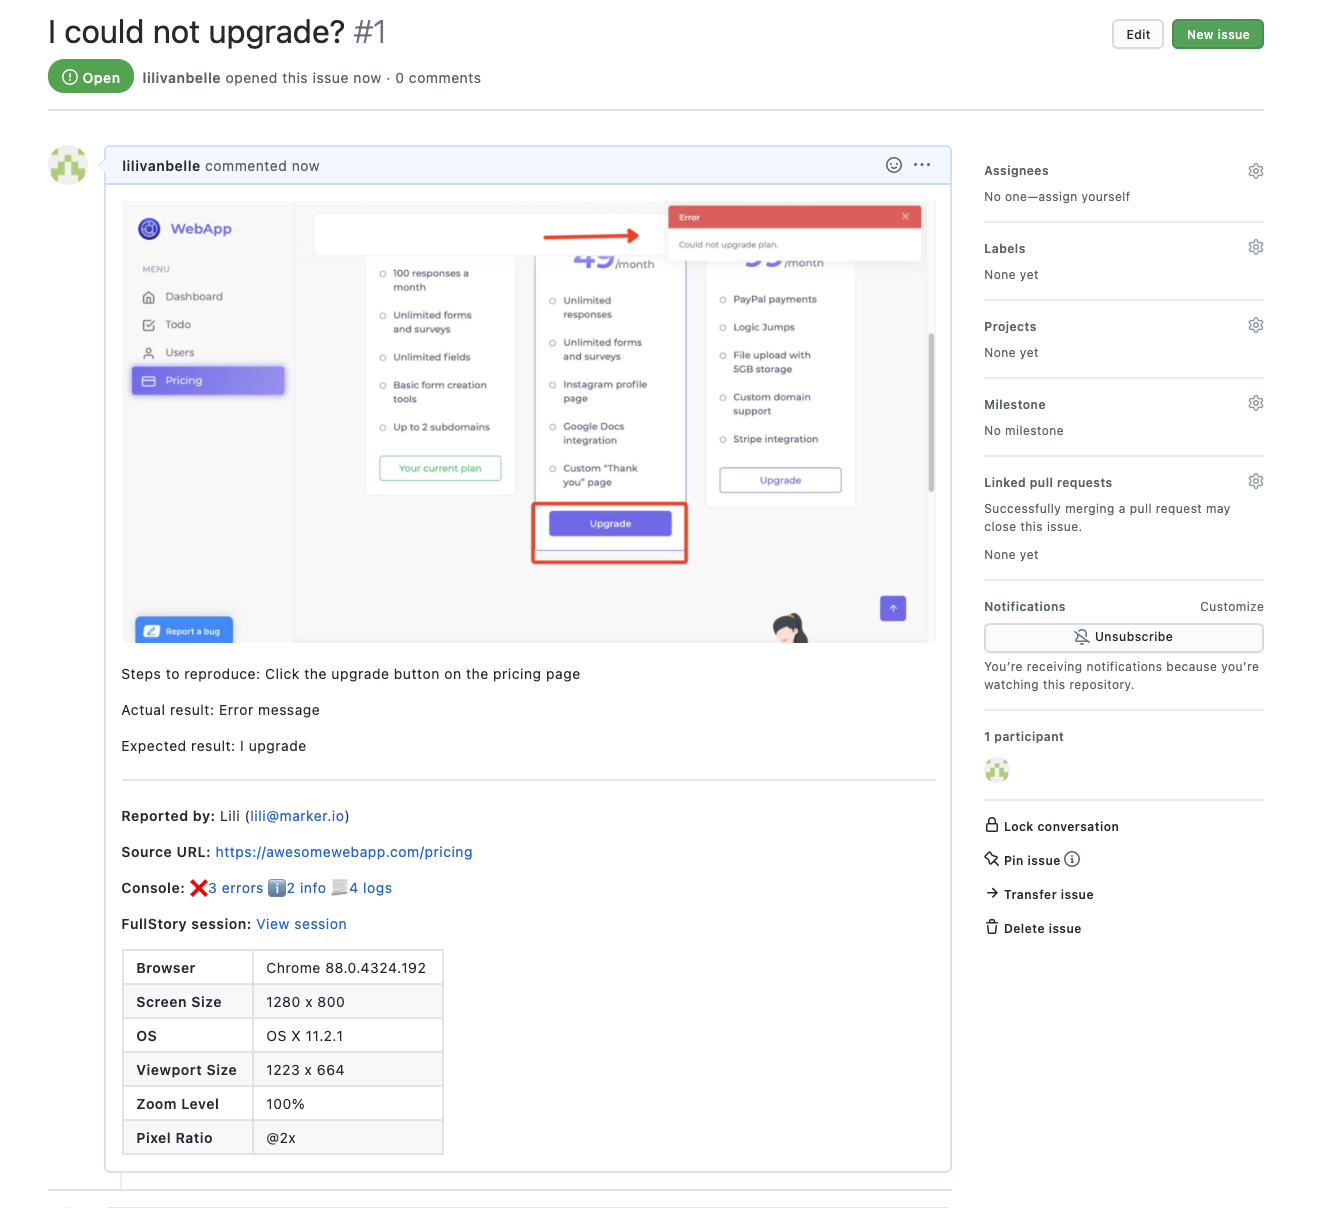 I could not upgrade? #1
Edit
New issue
Open
lilivanbelle opened this issue now · 0 comments
lilivanbelle commented now
WebApp
MENU
Dashboard
Todo
Users
Pricing
Report a bug
Error
Could not upgrade plan.
100 responses a
month
Unlimited forms
and surveys
Unlimited fields
Basic form creation
tools
Up to 2 subdomains
Your current plan
49/month
Unlimited
responses
Unlimited forms
and surveys
Instagram profile
page
Google Docs
integration
Custom "Thank
you" page
Upgrade
/month
PayPal payments
Logic Jumps
File upload with
5GB storage
Custom domain
support
Stripe integration
Upgrade
Steps to reproduce: Click the upgrade button on the pricing page
Actual result: Error message
Expected result: I upgrade
Reported by: Lili (lili@marker.io)
Source URL: https://awesomewebapp.com/pricing
Console: ❌3 errors ℹ️2 info 📃4 logs
FullStory session: View session
Browser Chrome 88.0.4324.192
Screen Size 1280 x 800
OS OS X 11.2.1
Viewport Size 1223 x 664
Zoom Level 100%
Pixel Ratio @2x
Assignees
No one—assign yourself
Labels
None yet
Projects
None yet
Milestone
No milestone
Linked pull requests
Successfully merging a pull request may
close this issue.
None yet
Notifications
Customize
Unsubscribe
You're receiving notifications because you're
watching this repository.
1 participant
Lock conversation
Pin issue
Transfer issue
Delete issue